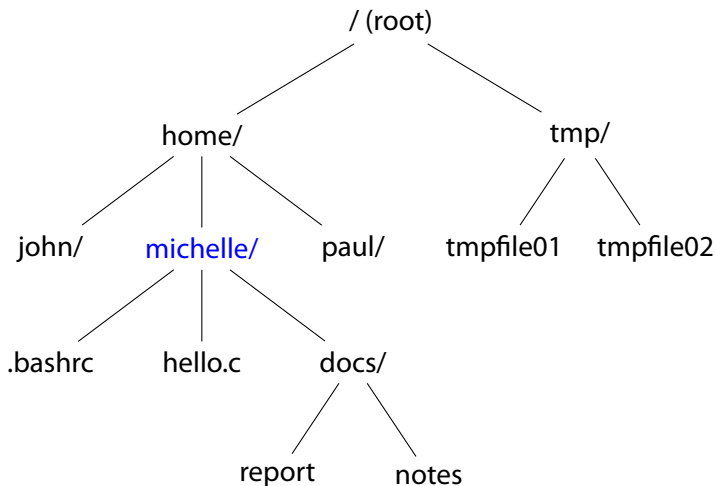 / (root)
home/ tmp/
john/ michelle/ paul/ tmpfile01 tmpfile02
.bashrc hello.c docs/
report notes